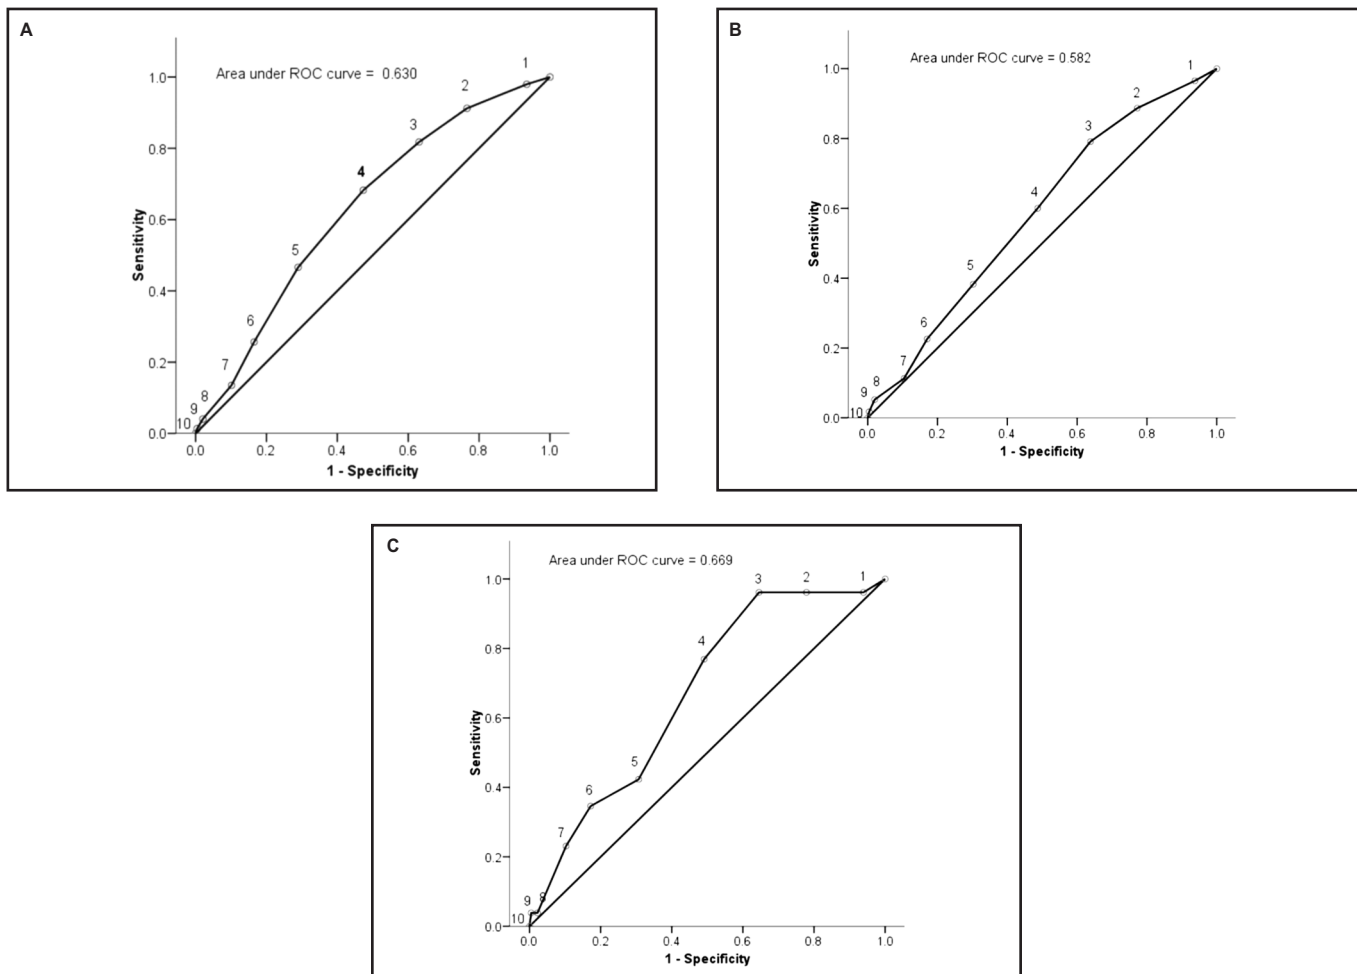 A
Area under ROC curve = 0.630
1
2
3
4
5
6
7
8
9
10
1.0
0.8
0.6
0.4
0.2
0.0
Sensitivity
0.0 0.2 0.4 0.6 0.8 1.0
1 - Specificity
B
Area under ROC curve = 0.582
1
2
3
4
5
6
7
8
9
10
1.0
0.8
0.6
0.4
0.2
0.0
Sensitivity
0.0 0.2 0.4 0.6 0.8 1.0
1 - Specificity
C
Area under ROC curve = 0.669
3 2 1
4
5
6
7
8
9
10
1.0
0.8
0.6
0.4
0.2
0.0
Sensitivity
0.0 0.2 0.4 0.6 0.8 1.0
1 - Specificity